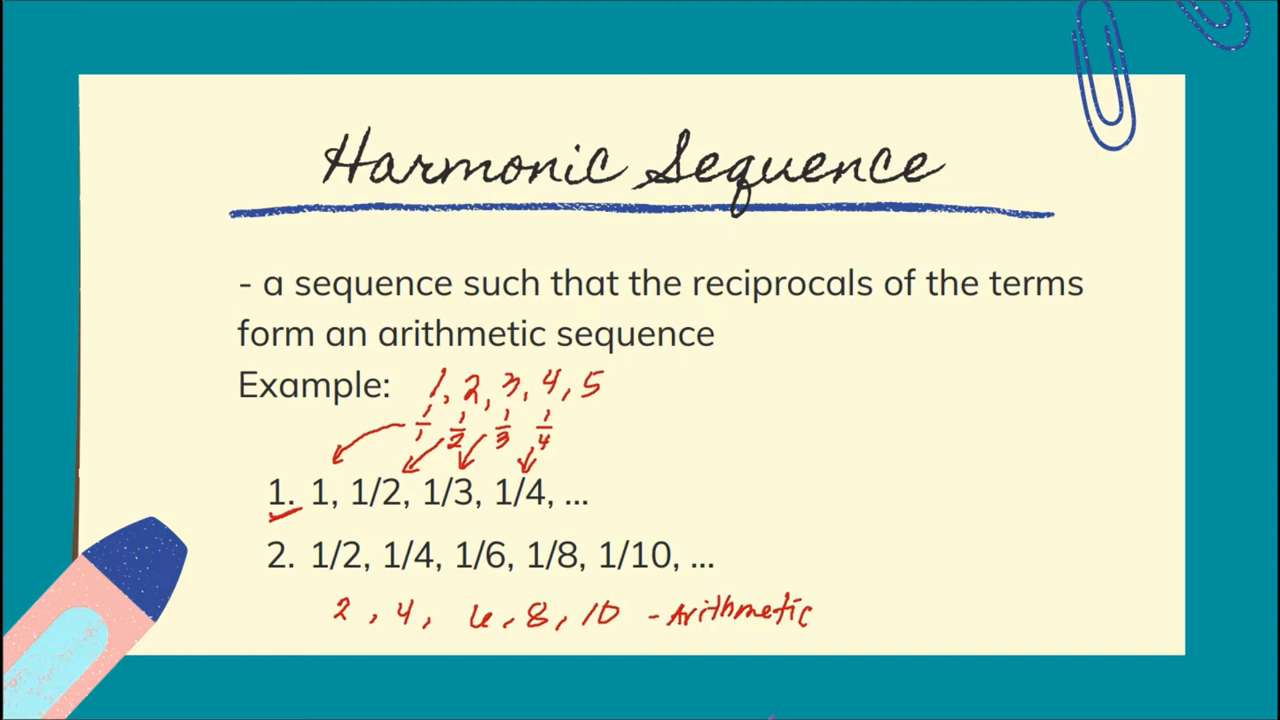 Harmonic Sequence
- a sequence such that the reciprocals of the terms
form an arithmetic sequence
Example: 1, 2, 3, 4, 5
1/1 1/2 1/3 1/4
1. 1, 1/2, 1/3, 1/4, ...
2. 1/2, 1/4, 1/6, 1/8, 1/10, ...
2, 4, 6, 8, 10 - Arithmetic